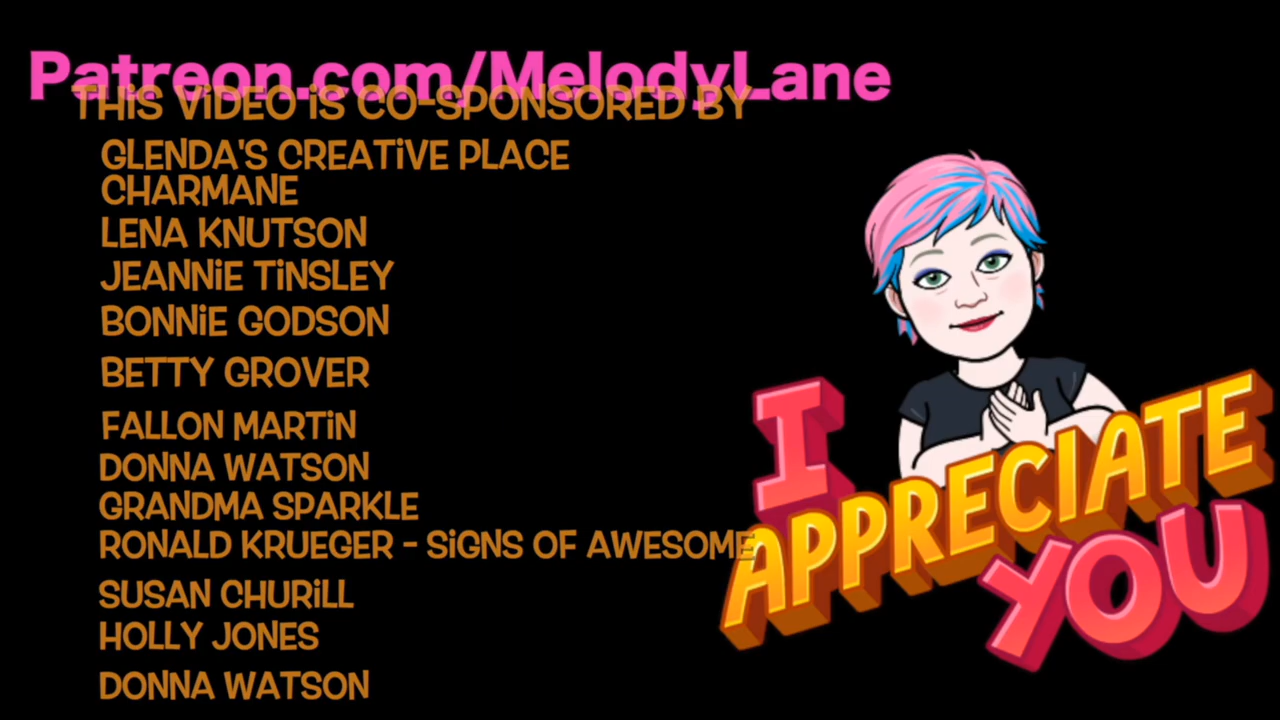 Patreon.com/MelodyLane
THiS ViDEO iS CO-SPONSORED BY
GLENDA'S CREATiVE PLACE
CHARMANE
LENA KNUTSON
JEANNiE TiNSLEY
BONNiE GODSON
BETTY GROVER
FALLON MARTiN
DONNA WATSON
GRANDMA SPARKLE
RONALD KRUEGER - SiGNS OF AWESOME
SUSAN CHURiLL
HOLLY JONES
DONNA WATSON
I
APPRECIATE
YOU